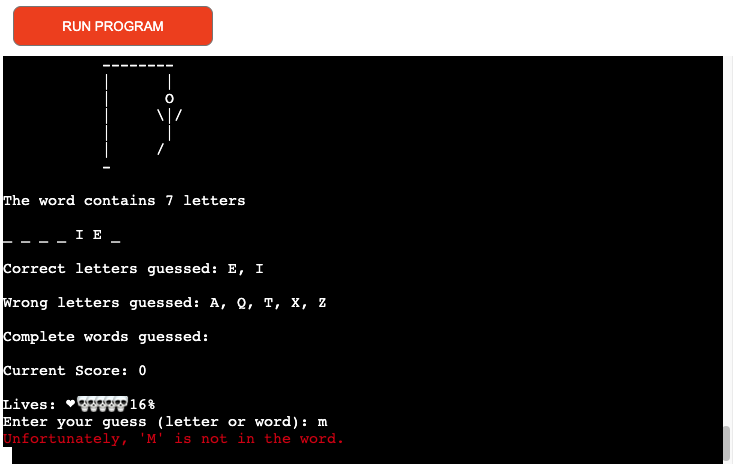 RUN PROGRAM
The word contains 7 letters
_ _ _ _ I E _
Correct letters guessed: E, I
Wrong letters guessed: A, Q, T, X, Z
Complete words guessed:
Current Score: 0
Lives: ❤💀💀💀💀💀16%
Enter your guess (letter or word): m
Unfortunately, 'M' is not in the word.